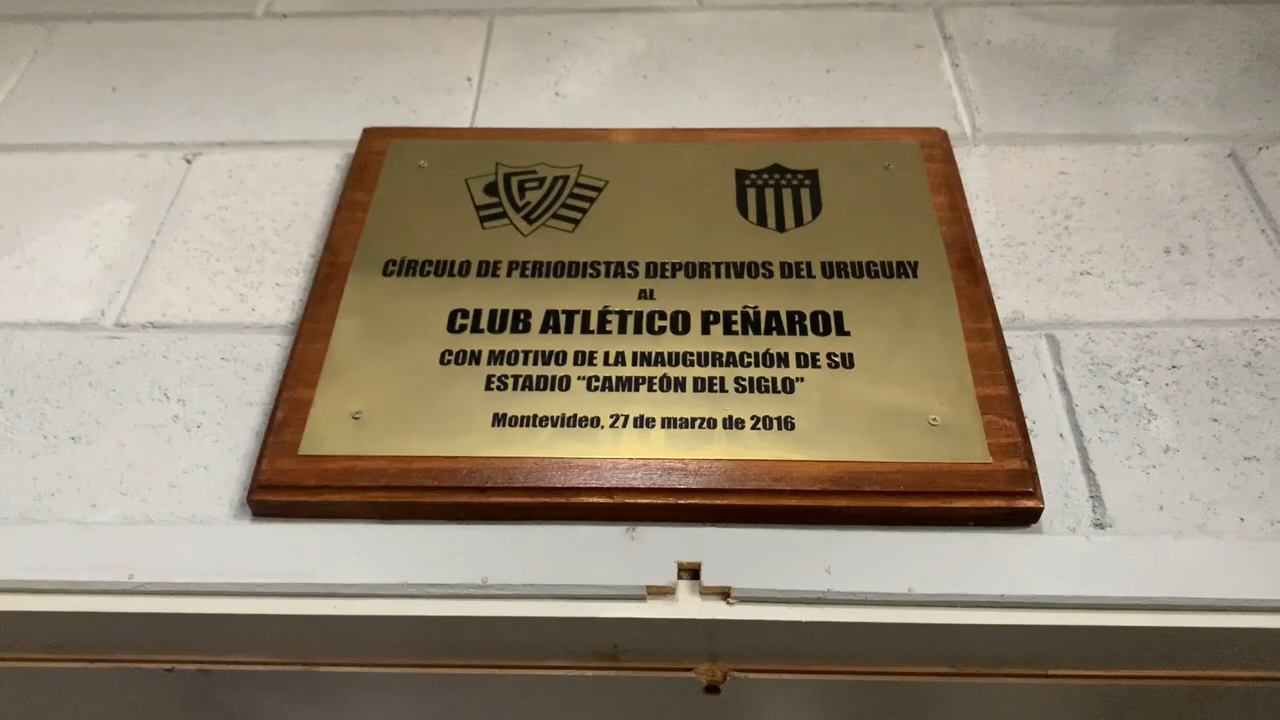 CPDU
CÍRCULO DE PERIODISTAS DEPORTIVOS DEL URUGUAY
AL
CLUB ATLÉTICO PEÑAROL
CON MOTIVO DE LA INAUGURACIÓN DE SU
ESTADIO “CAMPEÓN DEL SIGLO”
Montevideo, 27 de marzo de 2016